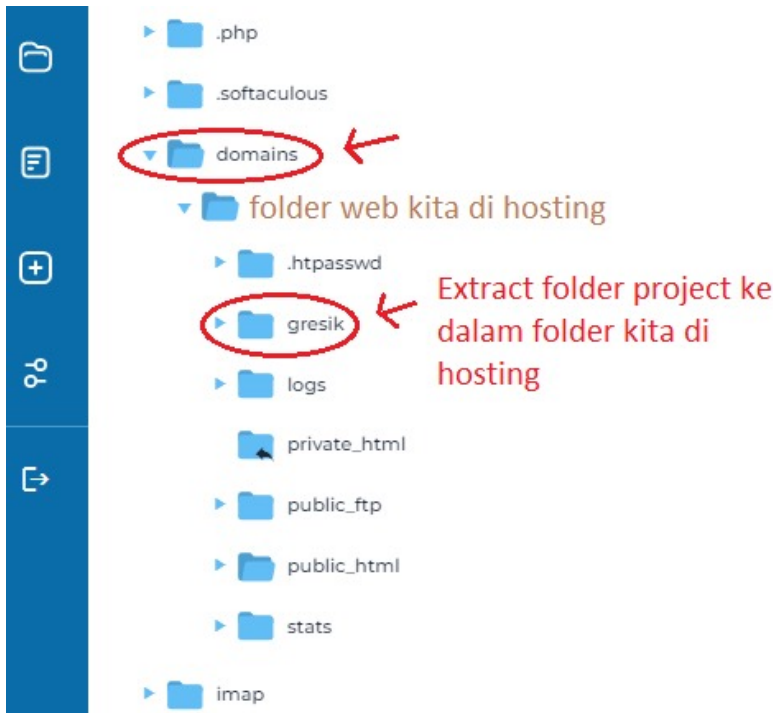 .php
.softaculous
domains
folder web kita di hosting
.htpasswd
gresik
Extract folder project ke
dalam folder kita di
hosting
logs
private_html
public_ftp
public_html
stats
imap